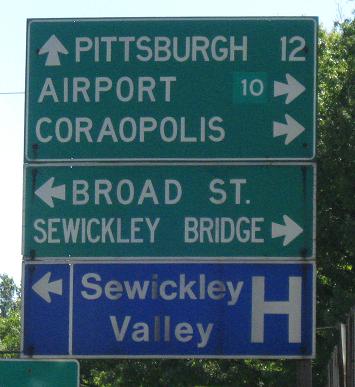 PITTSBURGH 12
AIRPORT 10
CORAOPOLIS
BROAD ST.
SEWICKLEY BRIDGE
Sewickley
Valley
H